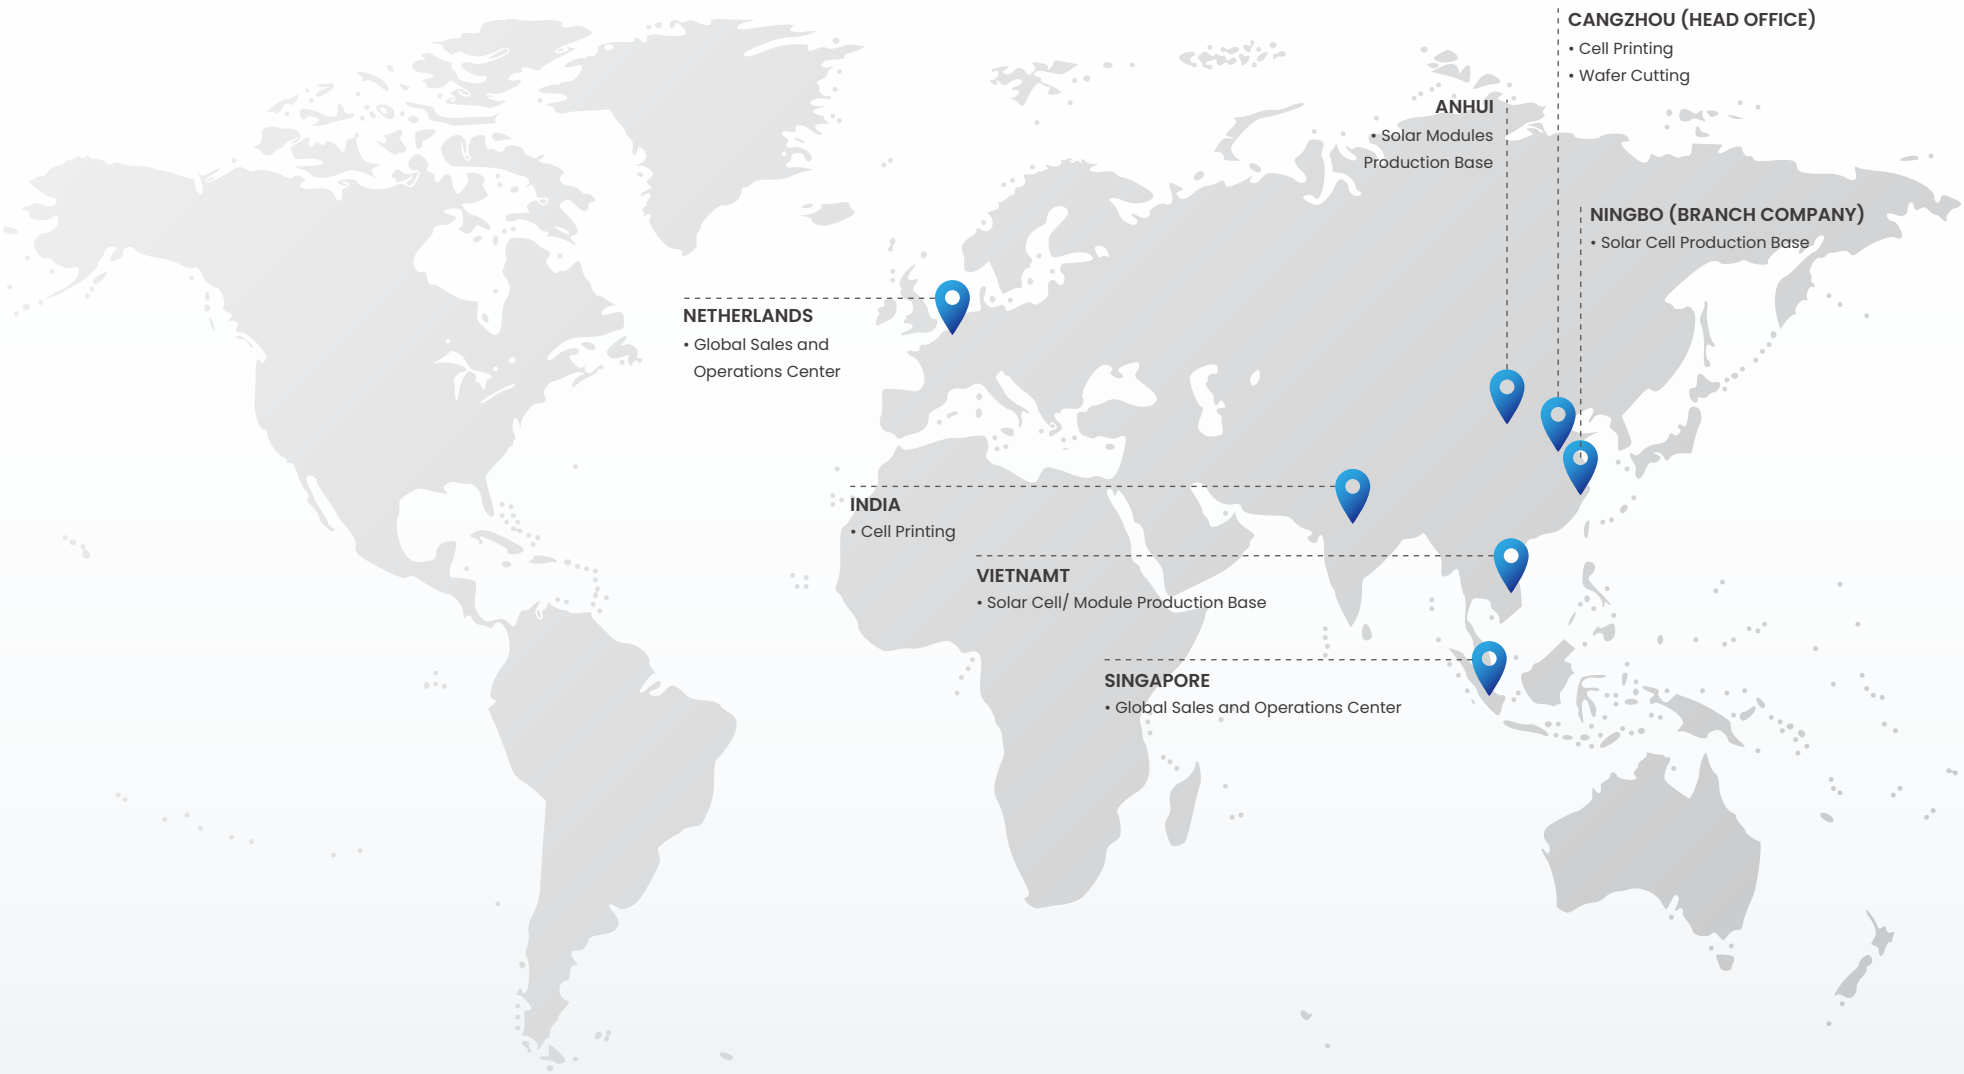 CANGZHOU (HEAD OFFICE)
• Cell Printing
• Wafer Cutting
ANHUI
• Solar Modules
Production Base
NINGBO (BRANCH COMPANY)
• Solar Cell Production Base
NETHERLANDS
• Global Sales and
Operations Center
INDIA
• Cell Printing
VIETNAMT
• Solar Cell/ Module Production Base
SINGAPORE
• Global Sales and Operations Center